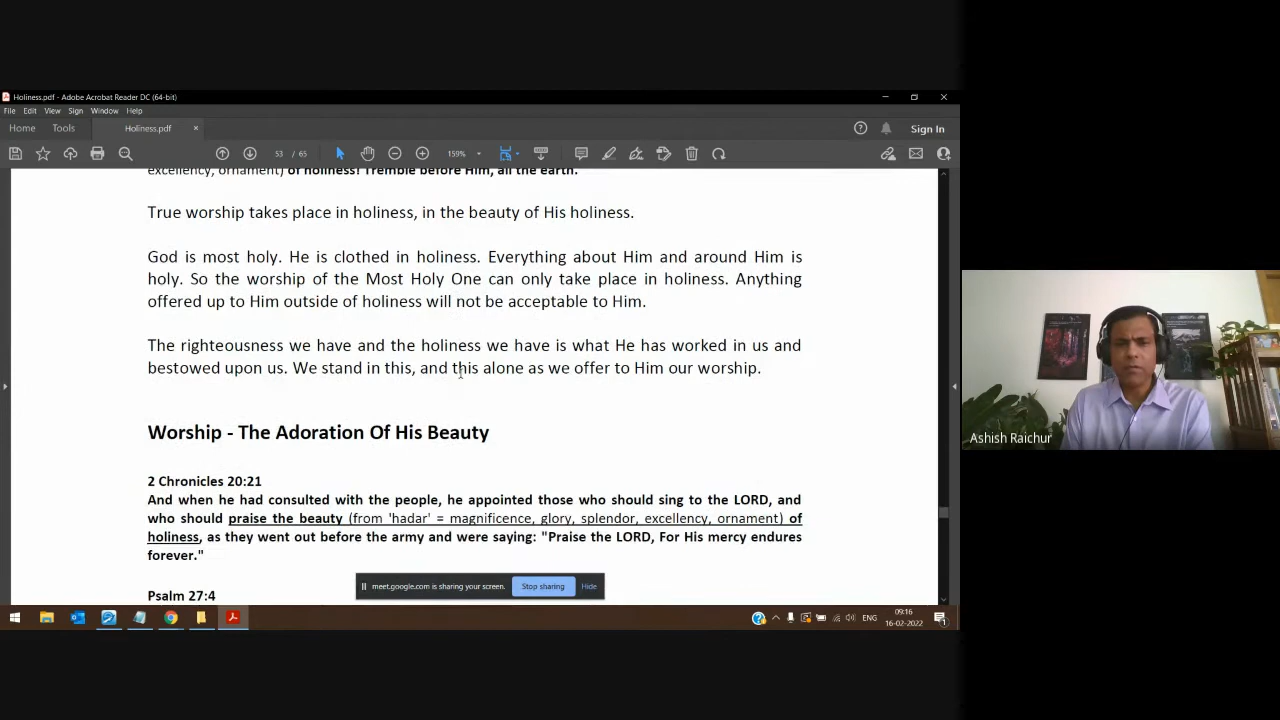 Holiness.pdf - Adobe Acrobat Reader DC (64-bit)
File Edit View Sign Window Help
Home Tools Holiness.pdf × Sign In
53 / 65 159%
excellency, ornament) of holiness! Tremble before Him, all the earth.
True worship takes place in holiness, in the beauty of His holiness.
God is most holy. He is clothed in holiness. Everything about Him and around Him is
holy. So the worship of the Most Holy One can only take place in holiness. Anything
offered up to Him outside of holiness will not be acceptable to Him.
The righteousness we have and the holiness we have is what He has worked in us and
bestowed upon us. We stand in this, and this alone as we offer to Him our worship.
Worship - The Adoration Of His Beauty
2 Chronicles 20:21
And when he had consulted with the people, he appointed those who should sing to the LORD, and
who should praise the beauty (from 'hadar' = magnificence, glory, splendor, excellency, ornament) of
holiness, as they went out before the army and were saying: "Praise the LORD, For His mercy endures
forever."
Psalm 27:4
meet.google.com is sharing your screen. Stop sharing Hide
ENG
09:16
16-02-2022
Ashish Raichur